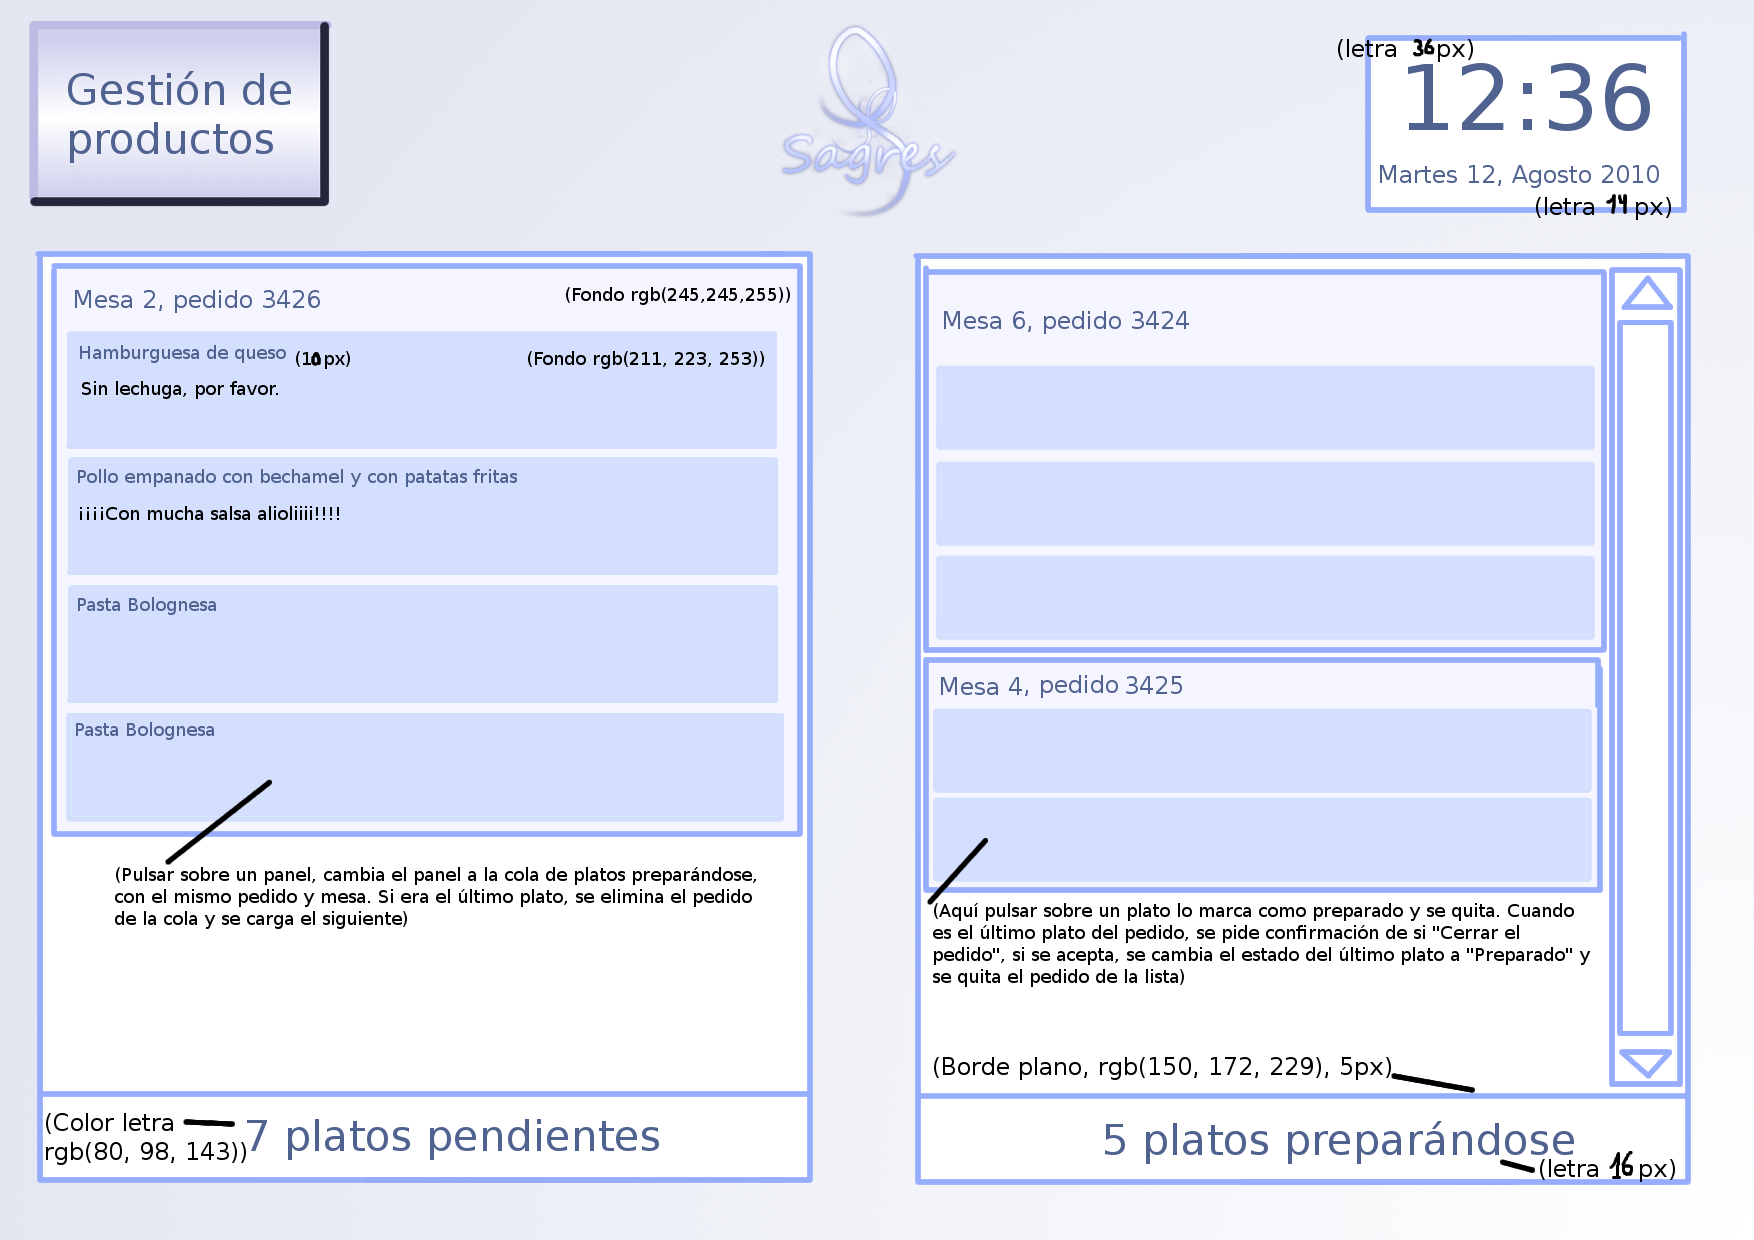 Gestión de
productos
Sagres
(letra 36px)
12:36
Martes 12, Agosto 2010
(letra 14 px)
Mesa 2, pedido 3426
(Fondo rgb(245,245,255))
Hamburguesa de queso (10px)
(Fondo rgb(211, 223, 253))
Sin lechuga, por favor.
Pollo empanado con bechamel y con patatas fritas
¡¡¡¡Con mucha salsa alioliiii!!!!
Pasta Bolognesa
Pasta Bolognesa
(Pulsar sobre un panel, cambia el panel a la cola de platos preparándose,
con el mismo pedido y mesa. Si era el último plato, se elimina el pedido
de la cola y se carga el siguiente)
(Color letra
rgb(80, 98, 143))
7 platos pendientes
Mesa 6, pedido 3424
Mesa 4, pedido 3425
(Aquí pulsar sobre un plato lo marca como preparado y se quita. Cuando
es el último plato del pedido, se pide confirmación de si "Cerrar el
pedido", si se acepta, se cambia el estado del último plato a "Preparado" y
se quita el pedido de la lista)
(Borde plano, rgb(150, 172, 229), 5px)
5 platos preparándose
(letra 16 px)